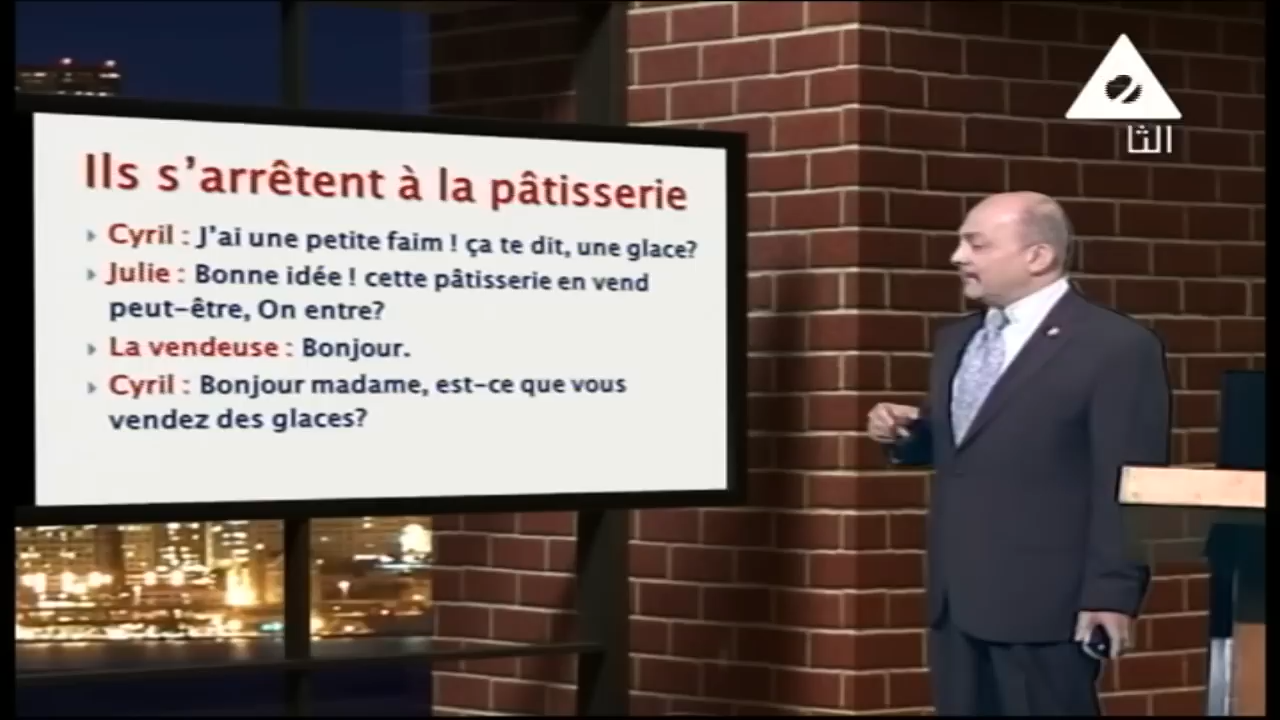 Ils s'arrêtent à la pâtisserie
Cyril : J'ai une petite faim ! ça te dit, une glace?
Julie : Bonne idée ! cette pâtisserie en vend
peut-être, On entre?
La vendeuse : Bonjour.
Cyril : Bonjour madame, est-ce que vous
vendez des glaces?
2
الثا